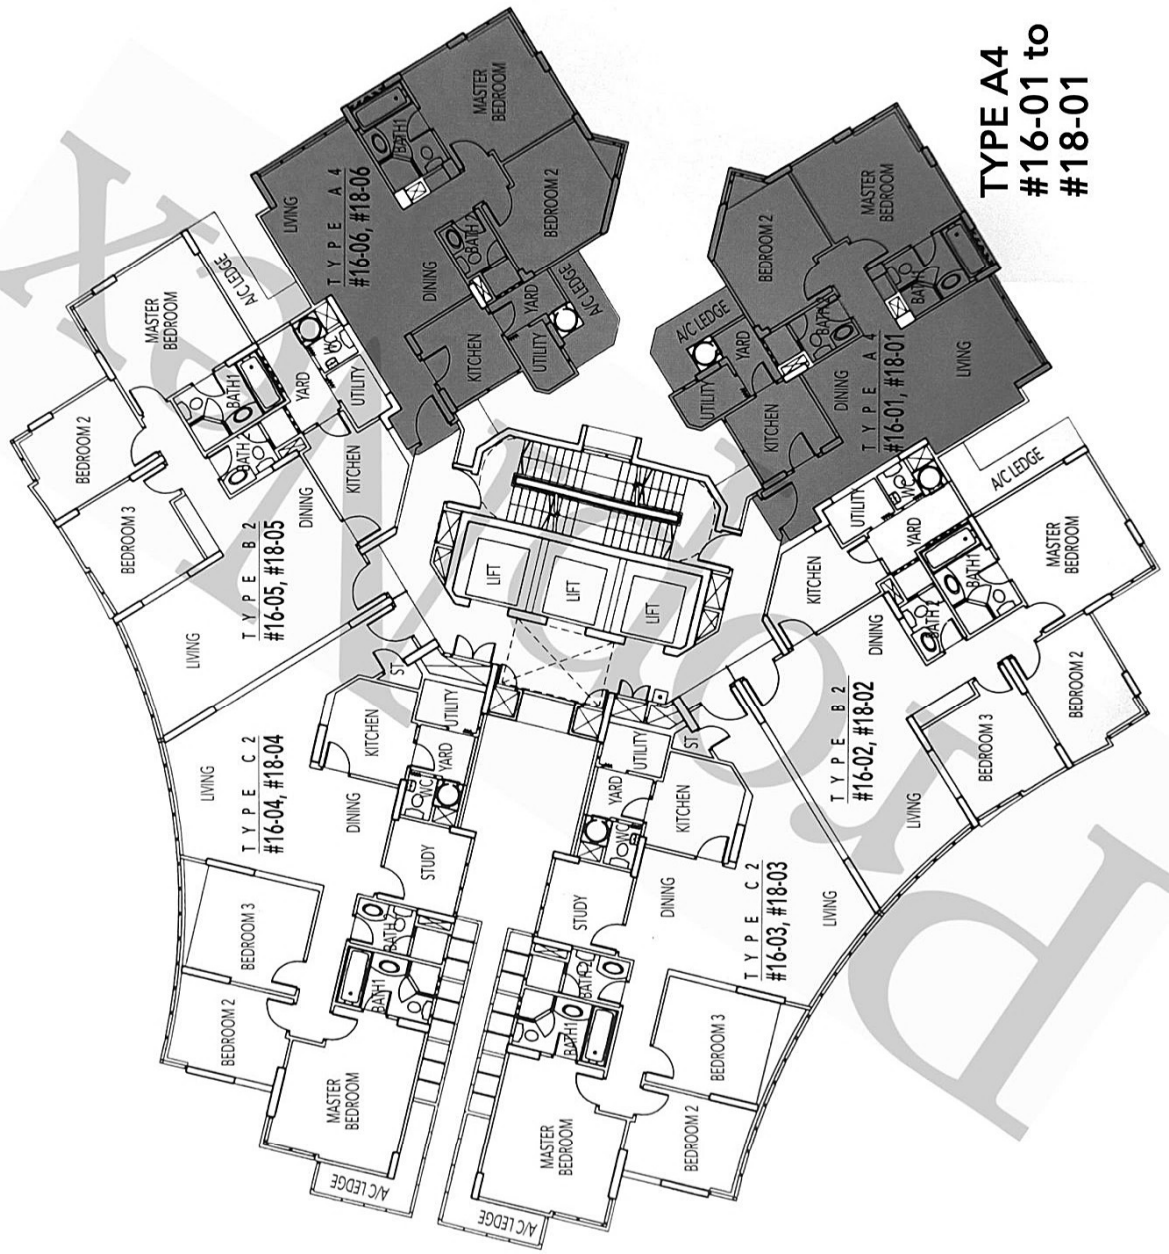 TYPE A4
#16-01 to
#18-01
MASTER
BEDROOM
BATH1
LIVING
TYPE A4
#16-06, #18-06
BEDROOM 2
BATH2
DINING
A/C LEDGE
YARD
UTILITY
KITCHEN
MASTER
BEDROOM
A/C LEDGE
BEDROOM 2
BATH1
WC
YARD
UTILITY
BATH2
KITCHEN
BEDROOM 3
DINING
TYPE B2
#16-05, #18-05
LIVING
BEDROOM 2
MASTER
BEDROOM
A/C LEDGE
YARD
UTILITY
BATH2
BATH1
KITCHEN
DINING
TYPE A4
#16-01, #18-01
LIVING
LIFT
LIFT
LIFT
A/C LEDGE
UTILITY
WC
YARD
KITCHEN
MASTER
BEDROOM
BATH1
BATH2
DINING
BEDROOM 2
TYPE B2
#16-02, #18-02
BEDROOM 3
LIVING
ST
KITCHEN
UTILITY
TYPE C2
#16-04, #18-04
LIVING
YARD
WC
DINING
STUDY
BEDROOM 3
BATH2
BATH1
BEDROOM 2
MASTER
BEDROOM
A/C LEDGE
ST
UTILITY
YARD
KITCHEN
WC
STUDY
DINING
TYPE C2
#16-03, #18-03
LIVING
BATH2
BATH1
BEDROOM 3
MASTER
BEDROOM
BEDROOM 2
A/C LEDGE
PropMax